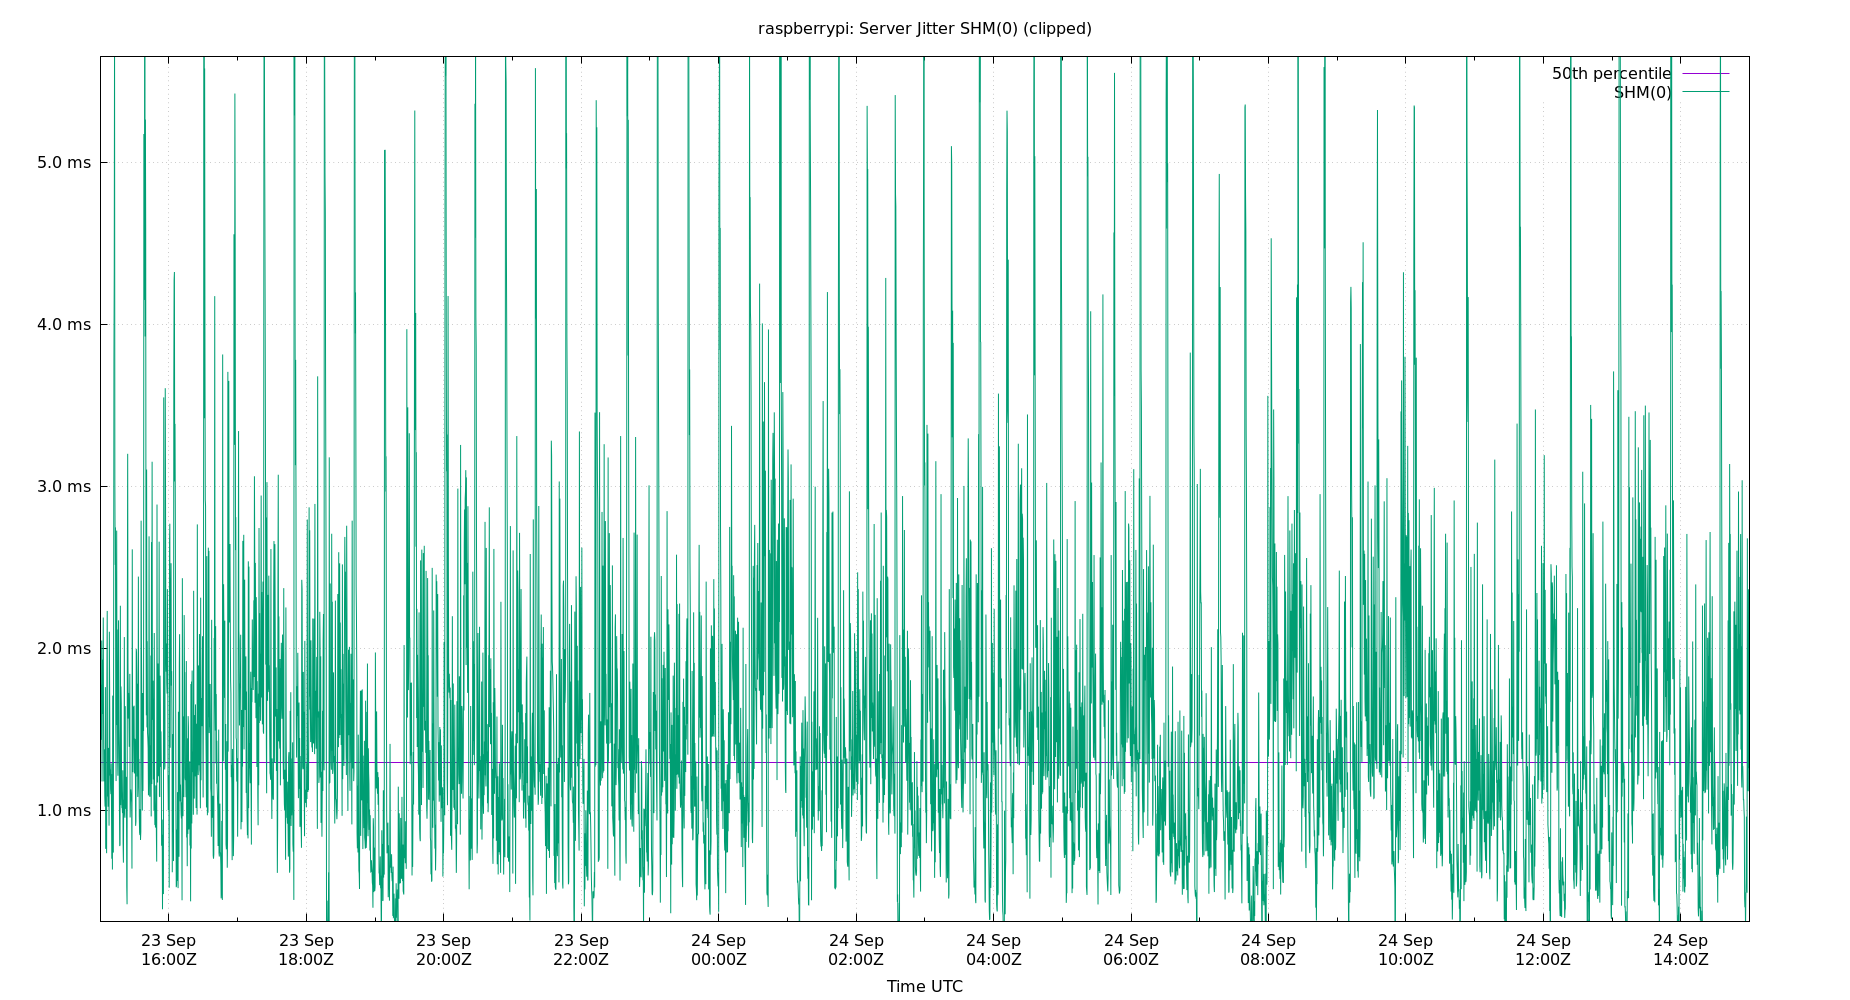 raspberrypi: Server Jitter SHM(0) (clipped)
50th percentile
SHM(0)
5.0 ms
4.0 ms
3.0 ms
2.0 ms
1.0 ms
23 Sep 23 Sep 23 Sep 23 Sep 24 Sep 24 Sep 24 Sep 24 Sep 24 Sep 24 Sep 24 Sep 24 Sep
16:00Z 18:00Z 20:00Z 22:00Z 00:00Z 02:00Z 04:00Z 06:00Z 08:00Z 10:00Z 12:00Z 14:00Z
Time UTC